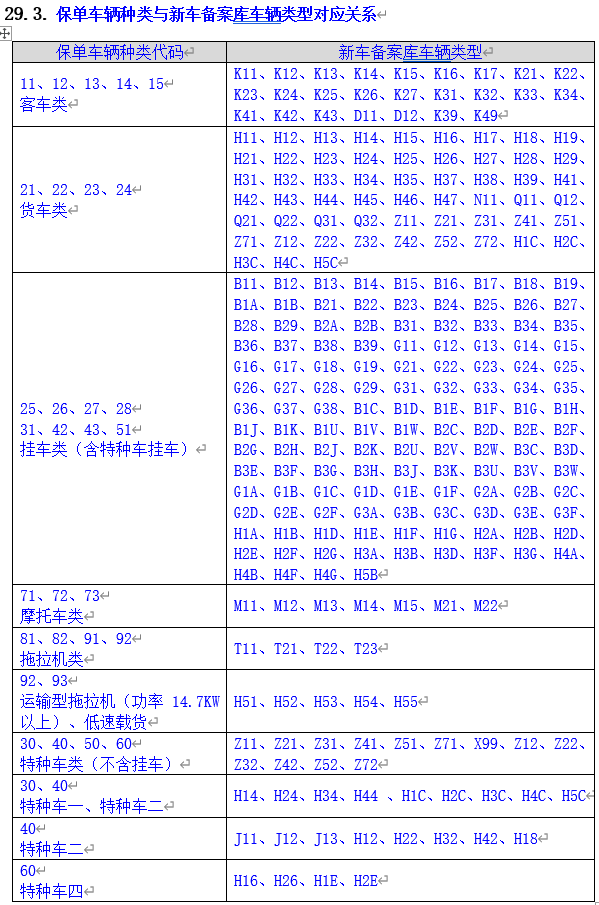 29.3. 保单车辆种类与新车备案库车辆类型对应关系
保单车辆种类代码
新车备案库车辆类型
11、12、13、14、15
客车类
K11、K12、K13、K14、K15、K16、K17、K21、K22、
K23、K24、K25、K26、K27、K31、K32、K33、K34、
K41、K42、K43、D11、D12、K39、K49
21、22、23、24
货车类
H11、H12、H13、H14、H15、H16、H17、H18、H19、
H21、H22、H23、H24、H25、H26、H27、H28、H29、
H31、H32、H33、H34、H35、H37、H38、H39、H41、
H42、H43、H44、H45、H46、H47、N11、Q11、Q12、
Q21、Q22、Q31、Q32、Z11、Z21、Z31、Z41、Z51、
Z71、Z12、Z22、Z32、Z42、Z52、Z72、H1C、H2C、
H3C、H4C、H5C
25、26、27、28
31、42、43、51
挂车类（含特种车挂车）
B11、B12、B13、B14、B15、B16、B17、B18、B19、
B1A、B1B、B21、B22、B23、B24、B25、B26、B27、
B28、B29、B2A、B2B、B31、B32、B33、B34、B35、
B36、B37、B38、B39、G11、G12、G13、G14、G15、
G16、G17、G18、G19、G21、G22、G23、G24、G25、
G26、G27、G28、G29、G31、G32、G33、G34、G35、
G36、G37、G38、B1C、B1D、B1E、B1F、B1G、B1H、
B1J、B1K、B1U、B1V、B1W、B2C、B2D、B2E、B2F、
B2G、B2H、B2J、B2K、B2U、B2V、B2W、B3C、B3D、
B3E、B3F、B3G、B3H、B3J、B3K、B3U、B3V、B3W、
G1A、G1B、G1C、G1D、G1E、G1F、G2A、G2B、G2C、
G2D、G2E、G2F、G3A、G3B、G3C、G3D、G3E、G3F、
H1A、H1B、H1D、H1E、H1F、H1G、H2A、H2B、H2D、
H2E、H2F、H2G、H3A、H3B、H3D、H3F、H3G、H4A、
H4B、H4F、H4G、H5B
71、72、73
摩托车类
M11、M12、M13、M14、M15、M21、M22
81、82、91、92
拖拉机类
T11、T21、T22、T23
92、93
运输型拖拉机（功率 14.7KW
以上）、低速载货
H51、H52、H53、H54、H55
30、40、50、60
特种车类（不含挂车）
Z11、Z21、Z31、Z41、Z51、Z71、X99、Z12、Z22、
Z32、Z42、Z52、Z72
30、40
特种车一、特种车二
H14、H24、H34、H44 、H1C、H2C、H3C、H4C、H5C
40
特种车二
J11、J12、J13、H12、H22、H32、H42、H18
60
特种车四
H16、H26、H1E、H2E